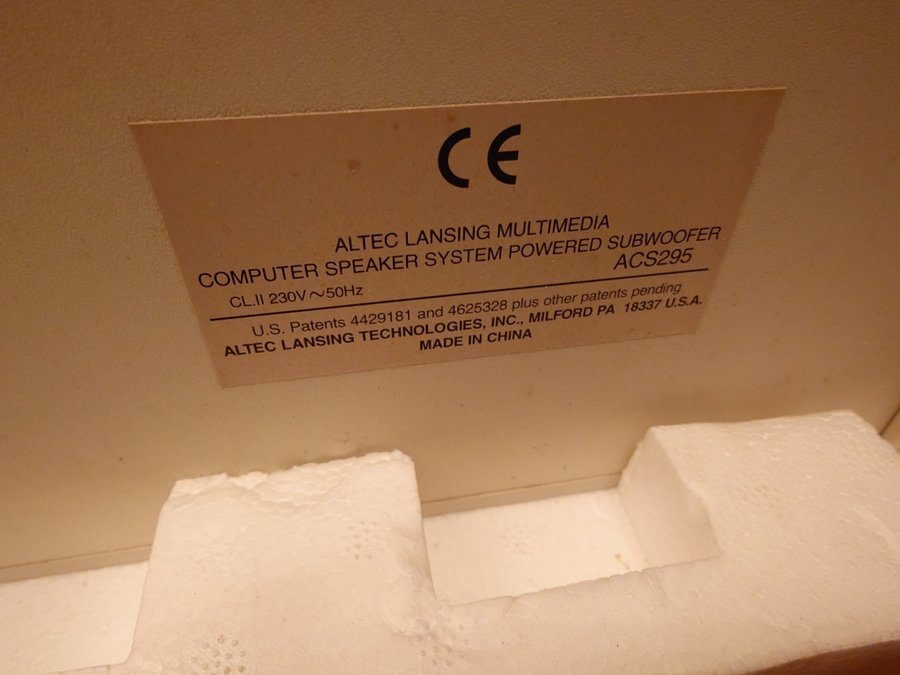 CE
ALTEC LANSING MULTIMEDIA
COMPUTER SPEAKER SYSTEM POWERED SUBWOOFER
ACS295
CL.II 230V～50Hz
U.S. Patents 4429181 and 4625328 plus other patents pending
ALTEC LANSING TECHNOLOGIES, INC., MILFORD PA 18337 U.S.A.
MADE IN CHINA